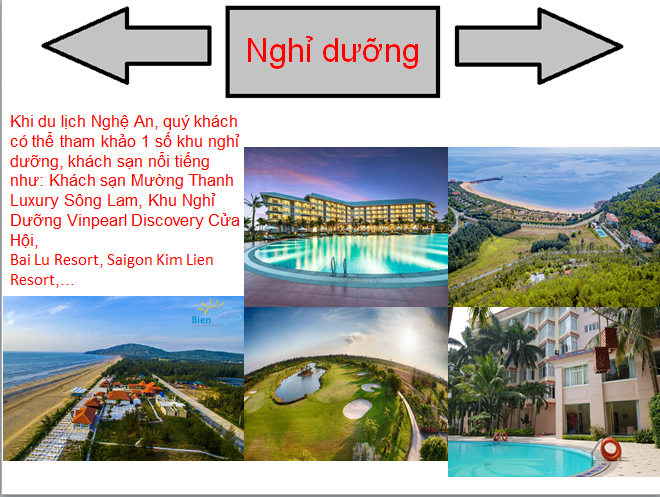 Nghỉ dưỡng
Khi du lịch Nghệ An, quý khách
có thể tham khảo 1 số khu nghỉ
dưỡng, khách sạn nổi tiếng
như: Khách sạn Mường Thanh
Luxury Sông Lam, Khu Nghỉ
Dưỡng Vinpearl Discovery Cửa
Hội,
Bai Lu Resort, Saigon Kim Lien
Resort,...
Bien